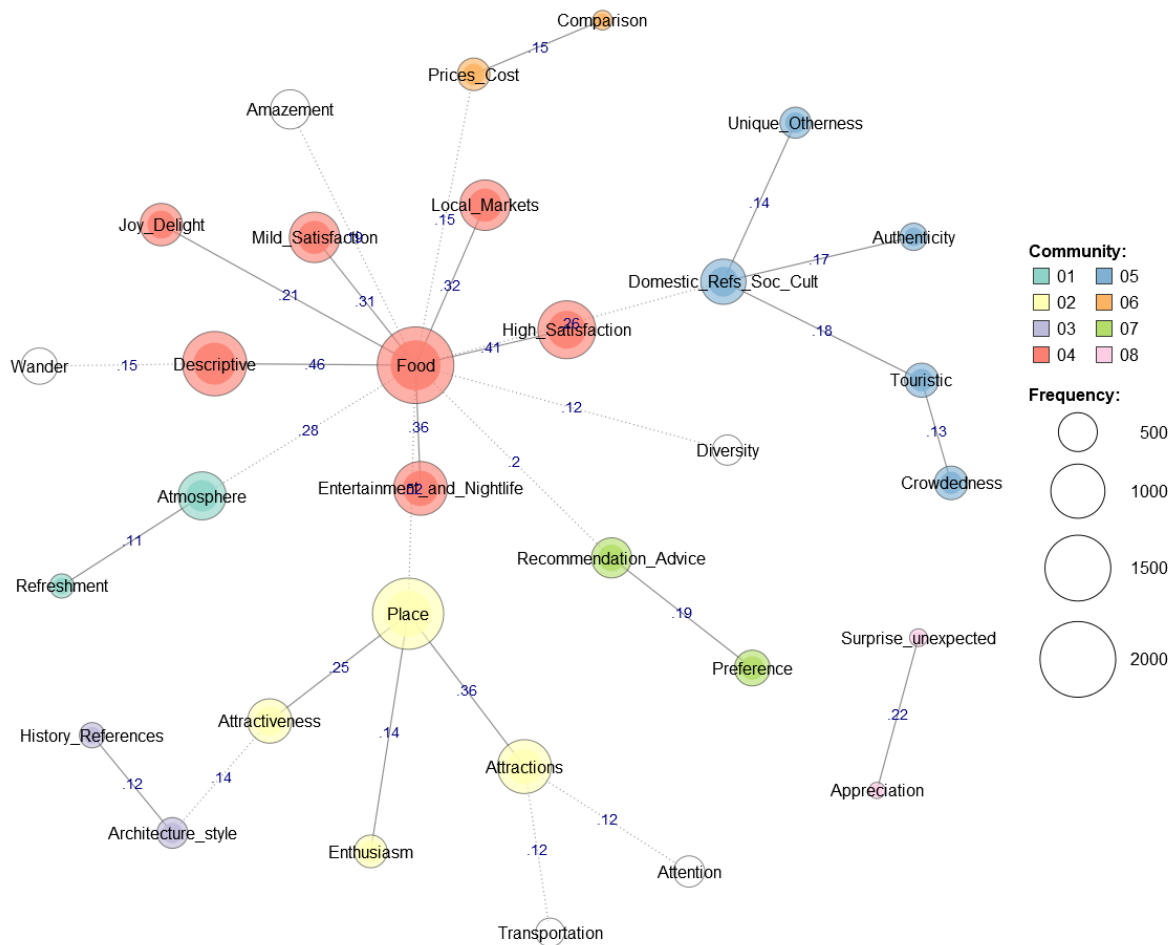 Comparison
.15
Prices_Cost
Amazement
Unique_Otherness
.14
Local_Markets
.15
Joy_Delight
Mild_Satisfaction
.19
Authenticity
.17
Domestic_Refs_Soc_Cult
.21
.31
.32
.26
High_Satisfaction
.41
.18
Wander
.15
Descriptive
.46
Food
Touristic
.12
.28
.36
.13
Diversity
.2
Crowdedness
Atmosphere
Entertainment_and_Nightlife
.52
.11
Recommendation_Advice
Refreshment
Place
.19
Surprise_unexpected
.25
Preference
.36
.22
.14
Attractiveness
History_References
Attractions
.14
.12
Appreciation
Architecture_style
.12
Enthusiasm
.12
Attention
Transportation
Community:
01 05
02 06
03 07
04 08
Frequency:
500
1000
1500
2000